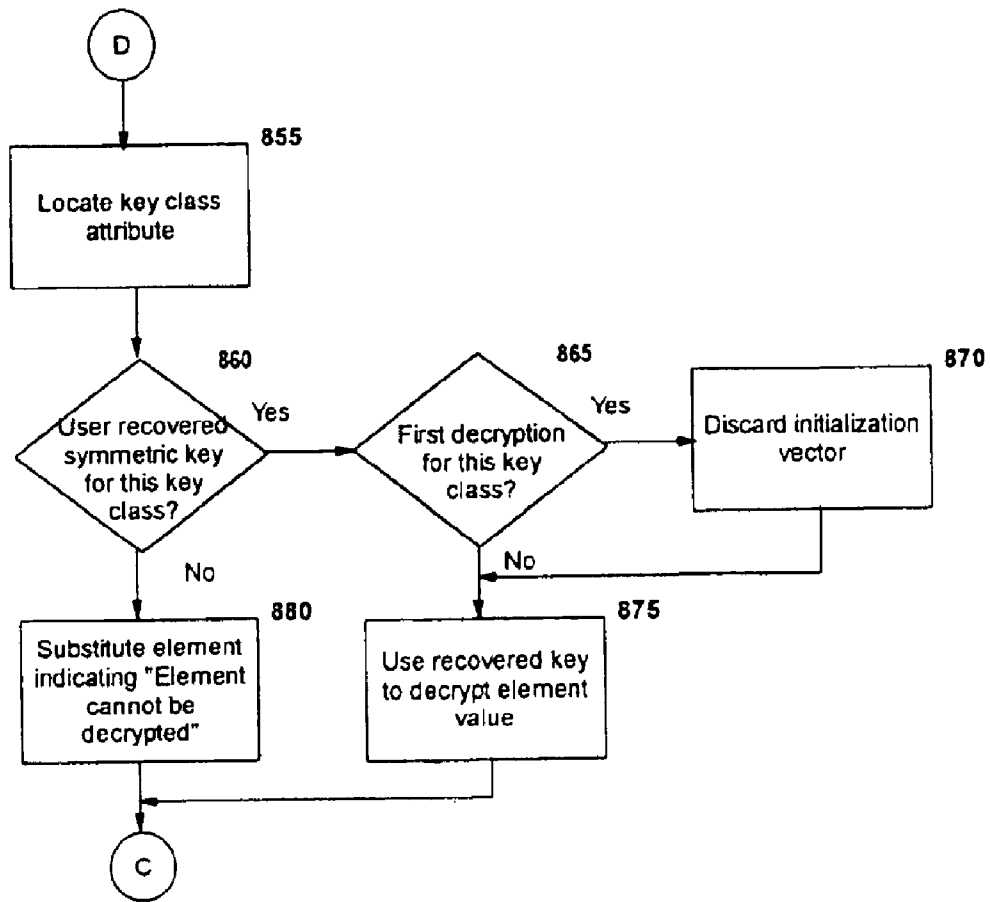 D
855
Locate key class
attribute
860
User recovered
symmetric key
for this key
class?
Yes
865
First decryption
for this key
class?
Yes
870
Discard initialization
vector
No
No
880
Substitute element
indicating "Element
cannot be
decrypted"
875
Use recovered key
to decrypt element
value
C